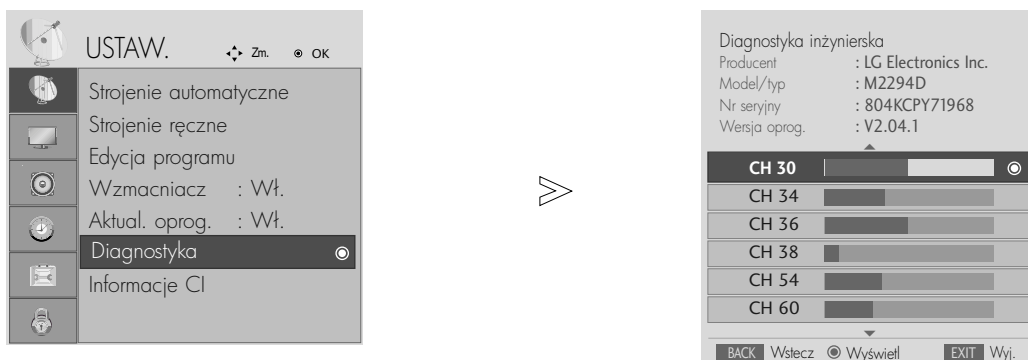 USTAW. Zm. OK
Strojenie automatyczne
Strojenie ręczne
Edycja programu
Wzmacniacz : Wł.
Aktual. oprog. : Wł.
Diagnostyka
Informacje CI
Diagnostyka inżynierska
Producent : LG Electronics Inc.
Model/typ : M2294D
Nr seryjny : 804KCPY71968
Wersja oprog. : V2.04.1
CH 30
CH 34
CH 36
CH 38
CH 54
CH 60
BACK Wstecz Wyświetl EXIT Wyj.